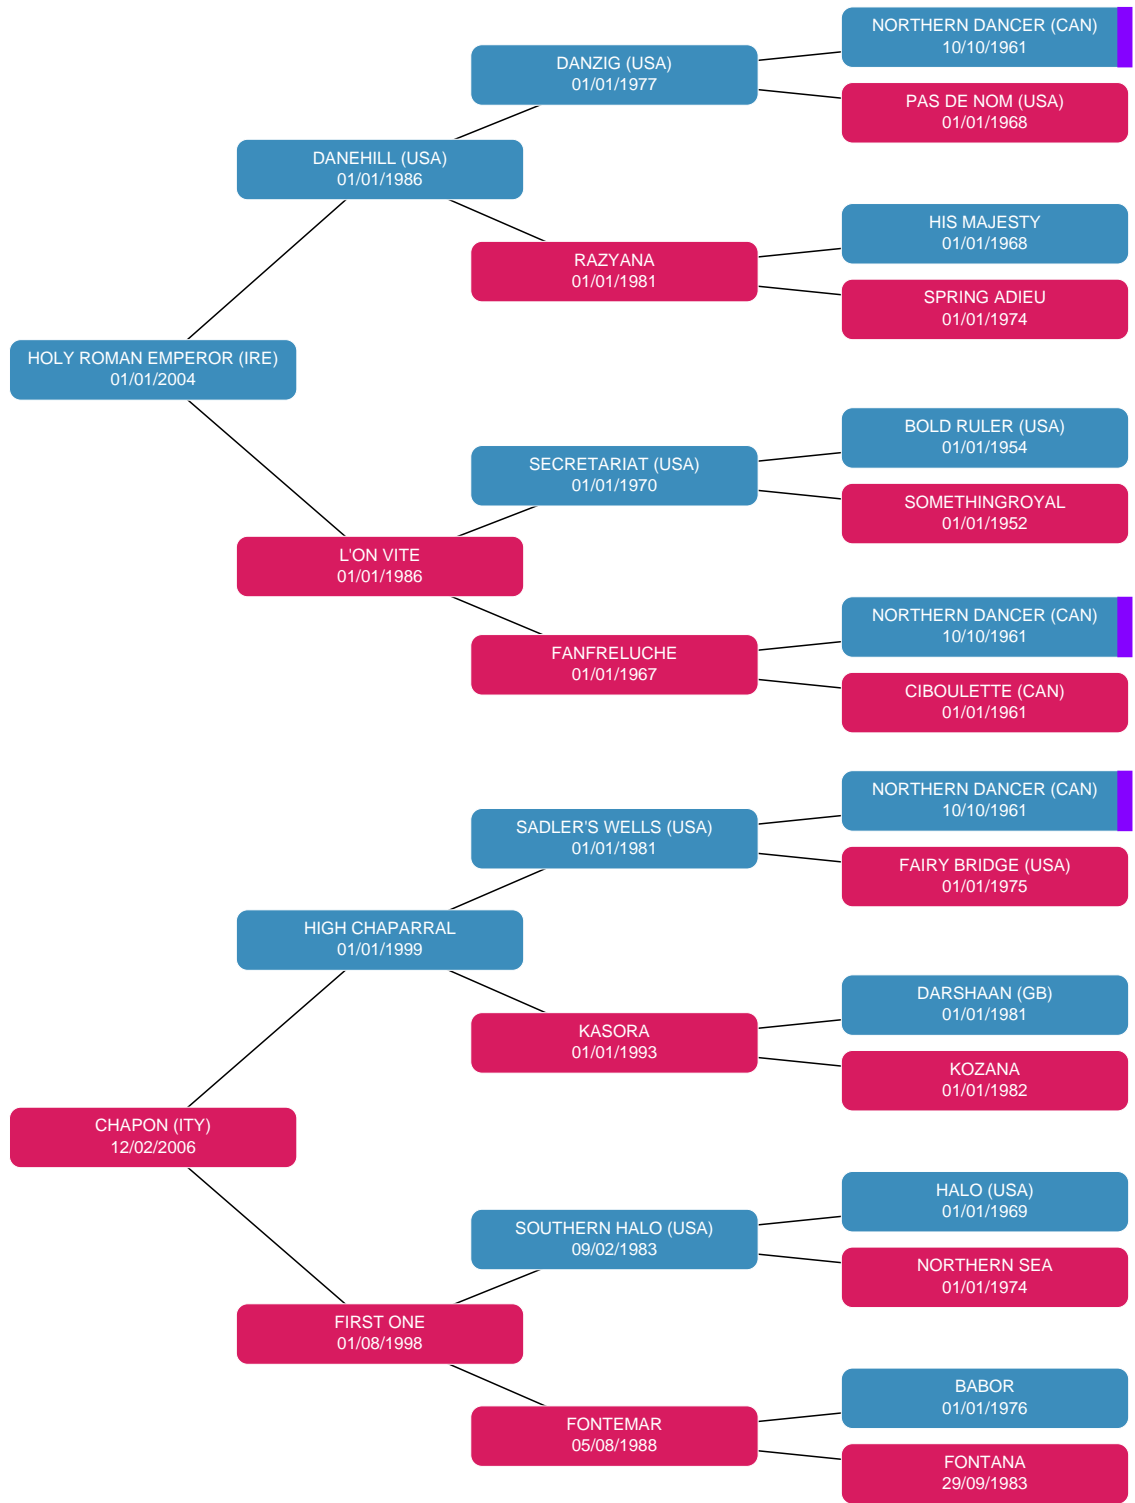 NORTHERN DANCER (CAN)
10/10/1961
DANZIG (USA)
01/01/1977
PAS DE NOM (USA)
01/01/1968
DANEHILL (USA)
01/01/1986
HIS MAJESTY
01/01/1968
RAZYANA
01/01/1981
SPRING ADIEU
01/01/1974
HOLY ROMAN EMPEROR (IRE)
01/01/2004
BOLD RULER (USA)
01/01/1954
SECRETARIAT (USA)
01/01/1970
SOMETHINGROYAL
01/01/1952
L'ON VITE
01/01/1986
NORTHERN DANCER (CAN)
10/10/1961
FANFRELUCHE
01/01/1967
CIBOULETTE (CAN)
01/01/1961
NORTHERN DANCER (CAN)
10/10/1961
SADLER'S WELLS (USA)
01/01/1981
FAIRY BRIDGE (USA)
01/01/1975
HIGH CHAPARRAL
01/01/1999
DARSHAAN (GB)
01/01/1981
KASORA
01/01/1993
KOZANA
01/01/1982
CHAPON (ITY)
12/02/2006
HALO (USA)
01/01/1969
SOUTHERN HALO (USA)
09/02/1983
NORTHERN SEA
01/01/1974
FIRST ONE
01/08/1998
BABOR
01/01/1976
FONTEMAR
05/08/1988
FONTANA
29/09/1983